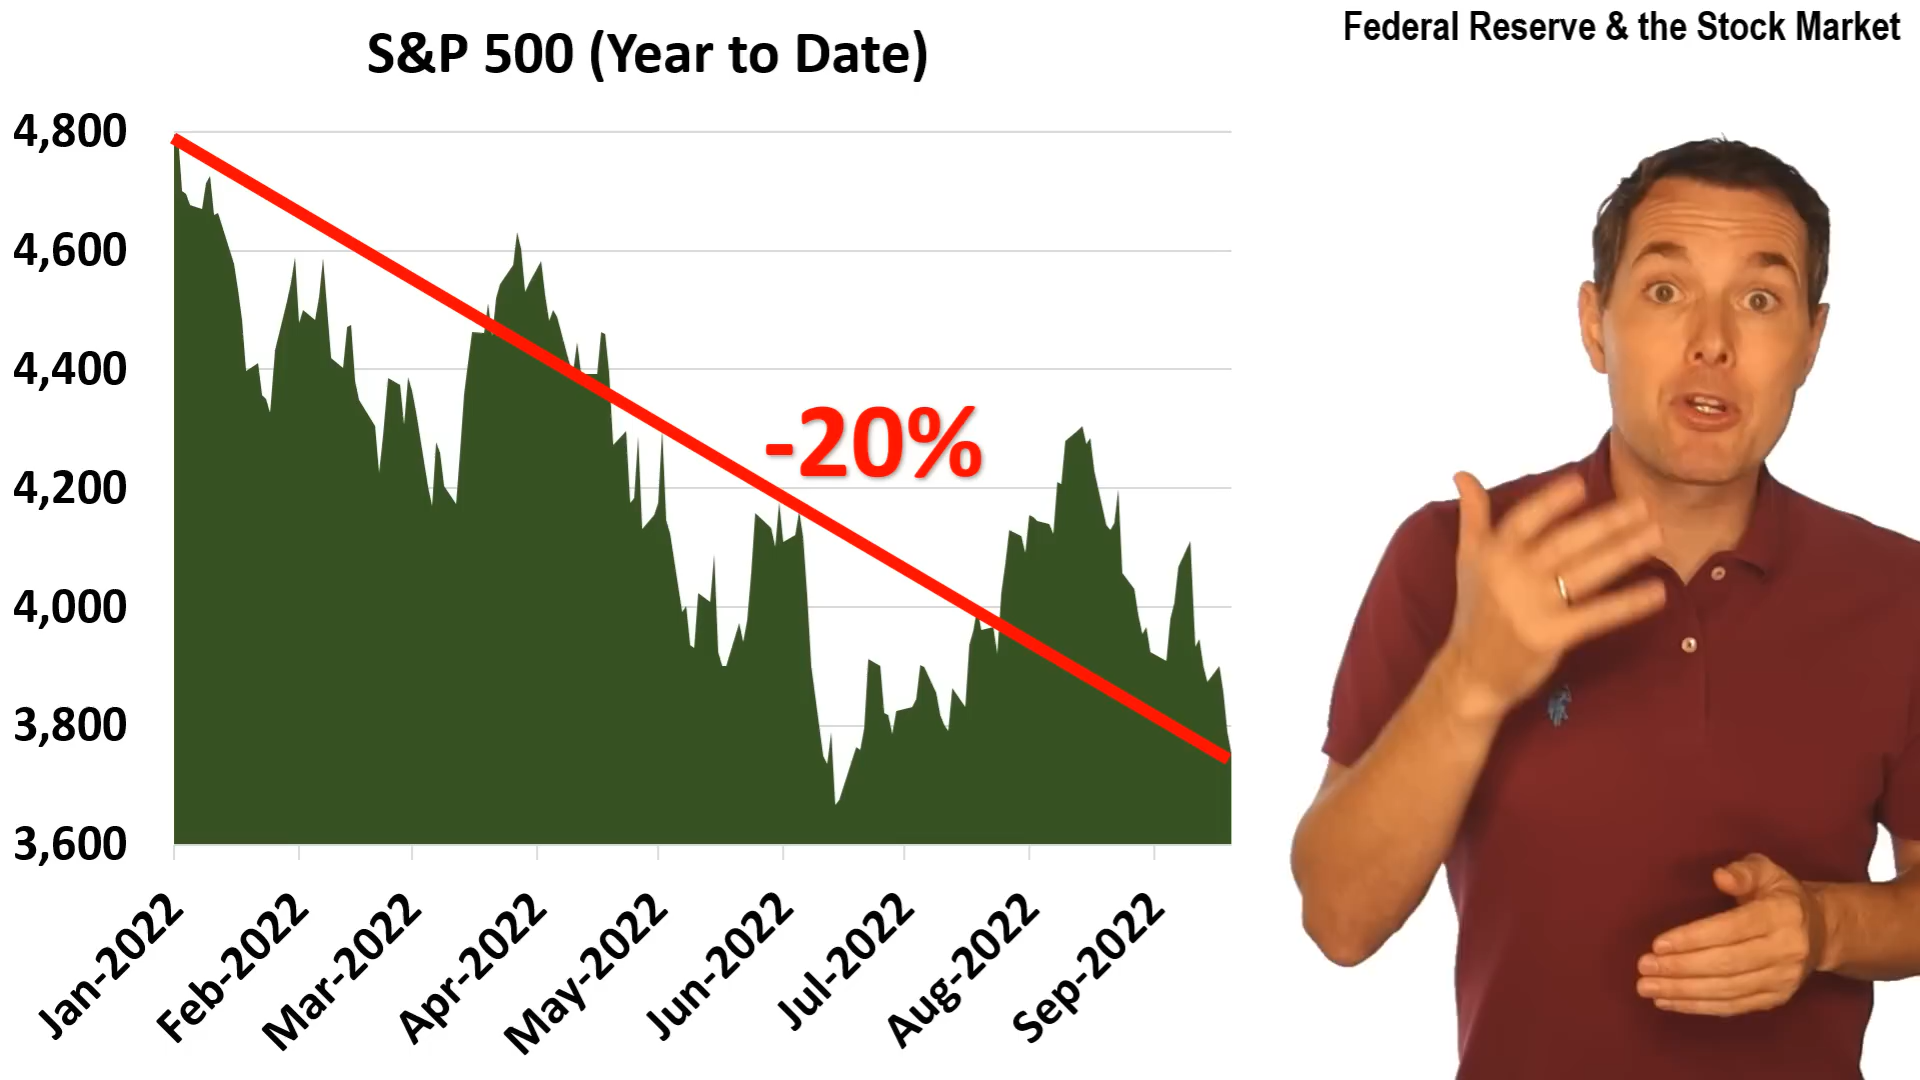 S&P 500 (Year to Date)
Federal Reserve & the Stock Market
4,800
4,600
4,400
4,200
4,000
3,800
3,600
-20%
Jan-2022
Feb-2022
Mar-2022
Apr-2022
May-2022
Jun-2022
Jul-2022
Aug-2022
Sep-2022